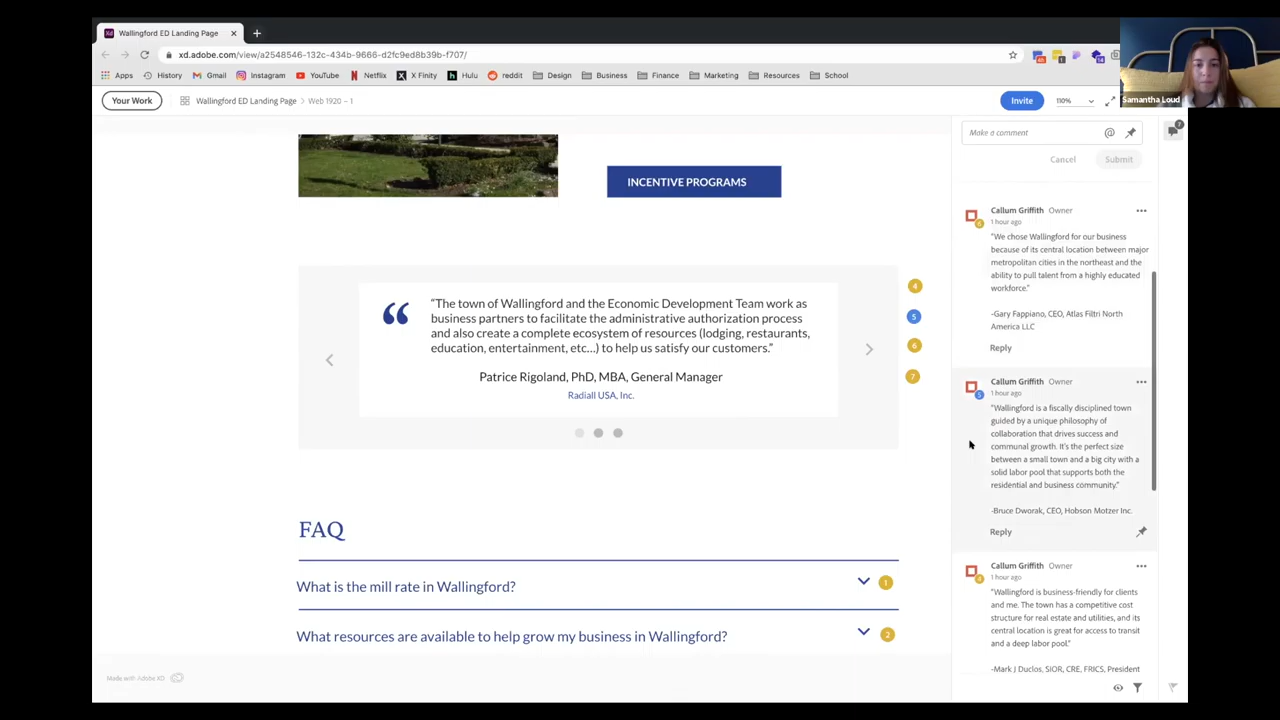 Wallingford ED Landing Page
xd.adobe.com/view/a2548546-132c-434b-9666-d2fc9ed8b39b-f707/
Apps History Gmail Instagram YouTube Netflix X Finity Hulu reddit Design Business Finance Marketing Resources School
Samantha Loud
Your Work Wallingford ED Landing Page > Web 1920 – 1 Invite 110%
INCENTIVE PROGRAMS
“The town of Wallingford and the Economic Development Team work as
business partners to facilitate the administrative authorization process
and also create a complete ecosystem of resources (lodging, restaurants,
education, entertainment, etc...) to help us satisfy our customers.”
Patrice Rigoland, PhD, MBA, General Manager
Radiall USA, Inc.
4
5
6
7
FAQ
What is the mill rate in Wallingford?
1
What resources are available to help grow my business in Wallingford?
2
Made with Adobe XD
Make a comment
7
Cancel Submit
Callum Griffith Owner
1 hour ago
“We chose Wallingford for our business
because of its central location between major
metropolitan cities in the northeast and the
ability to pull talent from a highly educated
workforce.”
-Gary Fappiano, CEO, Atlas Filtri North
America LLC
Reply
Callum Griffith Owner
5
1 hour ago
“Wallingford is a fiscally disciplined town
guided by a unique philosophy of
collaboration that drives success and
communal growth. It’s the perfect size
between a small town and a big city with a
solid labor pool that supports both the
residential and business community.”
-Bruce Dworak, CEO, Hobson Motzer Inc.
Reply
Callum Griffith Owner
1 hour ago
“Wallingford is business-friendly for clients
and me. The town has a competitive cost
structure for real estate and utilities, and its
central location is great for access to transit
and a deep labor pool.”
-Mark J Duclos, SIOR, CRE, FRICS, President